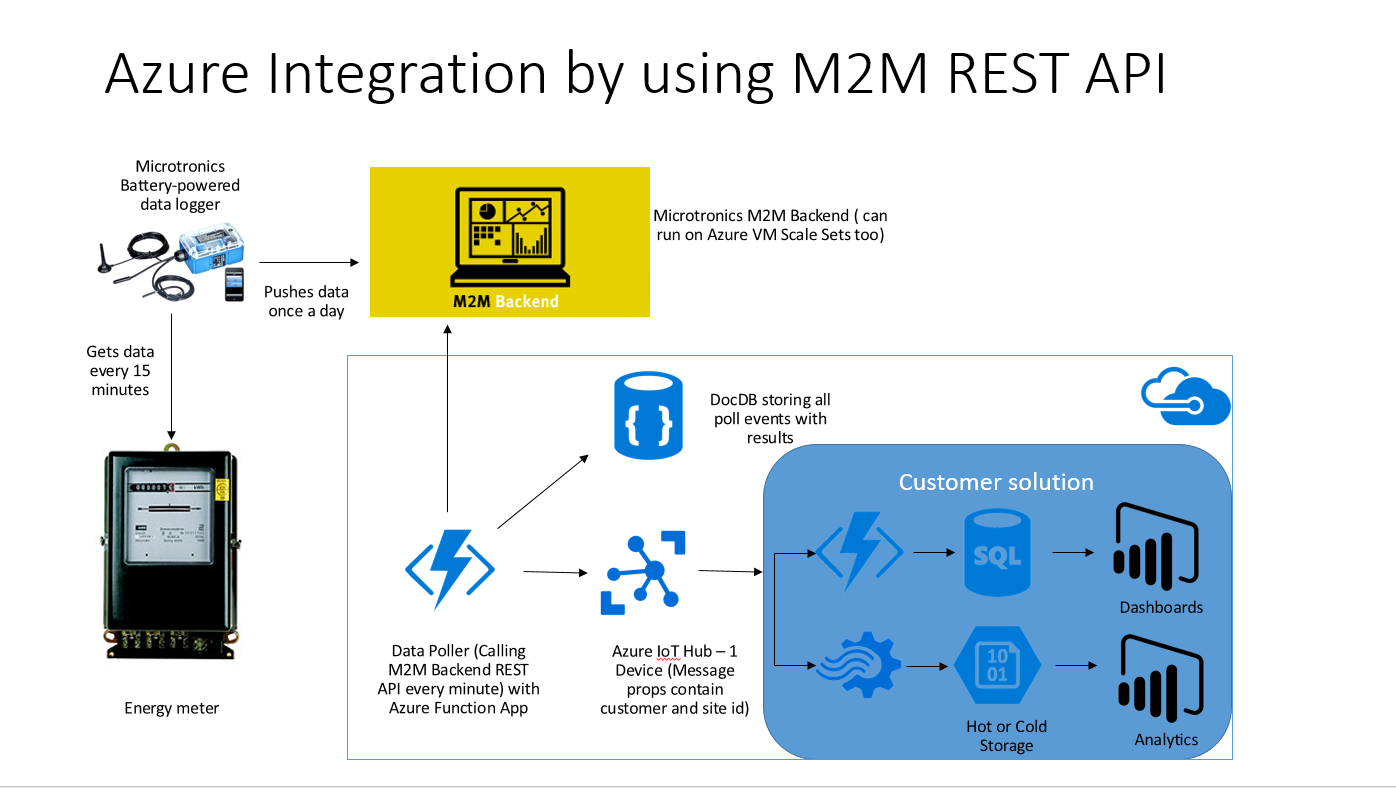 Azure Integration by using M2M REST API
Microtronics
Battery-powered
data logger
Pushes data
once a day
M2M Backend
Microtronics M2M Backend ( can
run on Azure VM Scale Sets too)
Gets data
every 15
minutes
Energy meter
{ }
DocDB storing all
poll events with
results
Data Poller (Calling
M2M Backend REST
API every minute) with
Azure Function App
Azure IoT Hub – 1
Device (Message
props contain
customer and site id)
Customer solution
SQL
Dashboards
10
01
Hot or Cold
Storage
Analytics